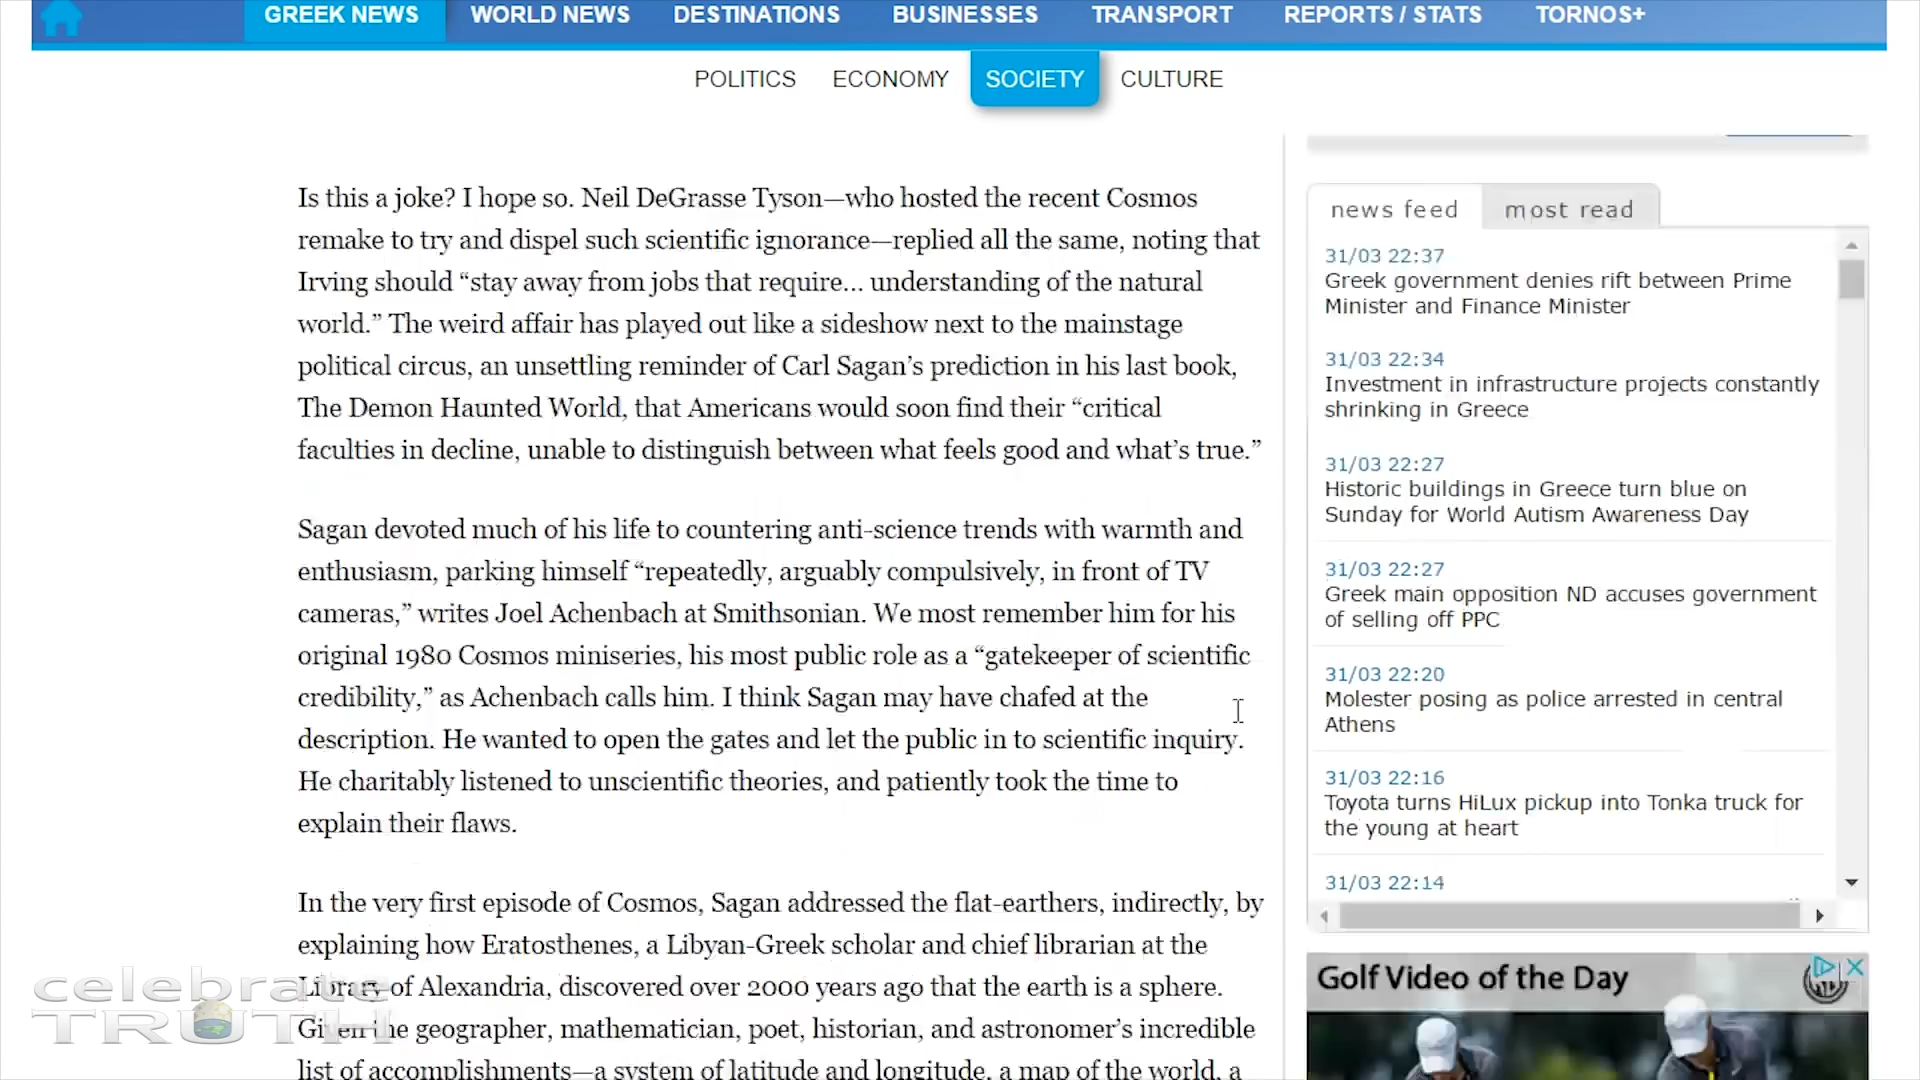 GREEK NEWS WORLD NEWS DESTINATIONS BUSINESSES TRANSPORT REPORTS / STATS TORNOS+
POLITICS ECONOMY SOCIETY CULTURE
Is this a joke? I hope so. Neil DeGrasse Tyson—who hosted the recent Cosmos
remake to try and dispel such scientific ignorance—replied all the same, noting that
Irving should “stay away from jobs that require… understanding of the natural
world.” The weird affair has played out like a sideshow next to the mainstage
political circus, an unsettling reminder of Carl Sagan’s prediction in his last book,
The Demon Haunted World, that Americans would soon find their “critical
faculties in decline, unable to distinguish between what feels good and what’s true.”
Sagan devoted much of his life to countering anti-science trends with warmth and
enthusiasm, parking himself “repeatedly, arguably compulsively, in front of TV
cameras,” writes Joel Achenbach at Smithsonian. We most remember him for his
original 1980 Cosmos miniseries, his most public role as a “gatekeeper of scientific
credibility,” as Achenbach calls him. I think Sagan may have chafed at the
description. He wanted to open the gates and let the public in to scientific inquiry.
He charitably listened to unscientific theories, and patiently took the time to
explain their flaws.
In the very first episode of Cosmos, Sagan addressed the flat-earthers, indirectly, by
explaining how Eratosthenes, a Libyan-Greek scholar and chief librarian at the
Library of Alexandria, discovered over 2000 years ago that the earth is a sphere.
Given the geographer, mathematician, poet, historian, and astronomer’s incredible
list of accomplishments—a system of latitude and longitude, a map of the world, a
news feed most read
31/03 22:37
Greek government denies rift between Prime
Minister and Finance Minister
31/03 22:34
Investment in infrastructure projects constantly
shrinking in Greece
31/03 22:27
Historic buildings in Greece turn blue on
Sunday for World Autism Awareness Day
31/03 22:27
Greek main opposition ND accuses government
of selling off PPC
31/03 22:20
Molester posing as police arrested in central
Athens
31/03 22:16
Toyota turns HiLux pickup into Tonka truck for
the young at heart
31/03 22:14
Golf Video of the Day
celebrate
TRUTH